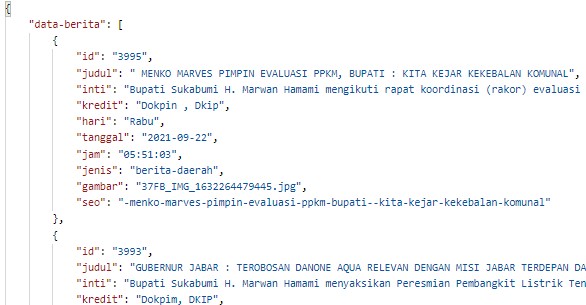 {
"data-berita": [
{
"id": "3995",
"judul": " MENKO MARVES PIMPIN EVALUASI PPKM, BUPATI : KITA KEJAR KEKEBALAN KOMUNAL",
"inti": "Bupati Sukabumi H. Marwan Hamami mengikuti rapat koordinasi (rakor) evaluasi
"kredit": "Dokpin , Dkip",
"hari": "Rabu",
"tanggal": "2021-09-22",
"jam": "05:51:03",
"jenis": "berita-daerah",
"gambar": "37FB_IMG_1632264479445.jpg",
"seo": "-menko-marves-pimpin-evaluasi-ppkm-bupati--kita-kejar-kekebalan-komunal"
},
{
"id": "3993",
"judul": "GUBERNUR JABAR : TEROBOSAN DANONE AQUA RELEVAN DENGAN MISI JABAR TERDEPAN DA
"inti": "Bupati Sukabumi H. Marwan Hamami menyaksikan Peresmian Pembangkit Listrik Ter
"kredit": "Dokpim, DKIP",